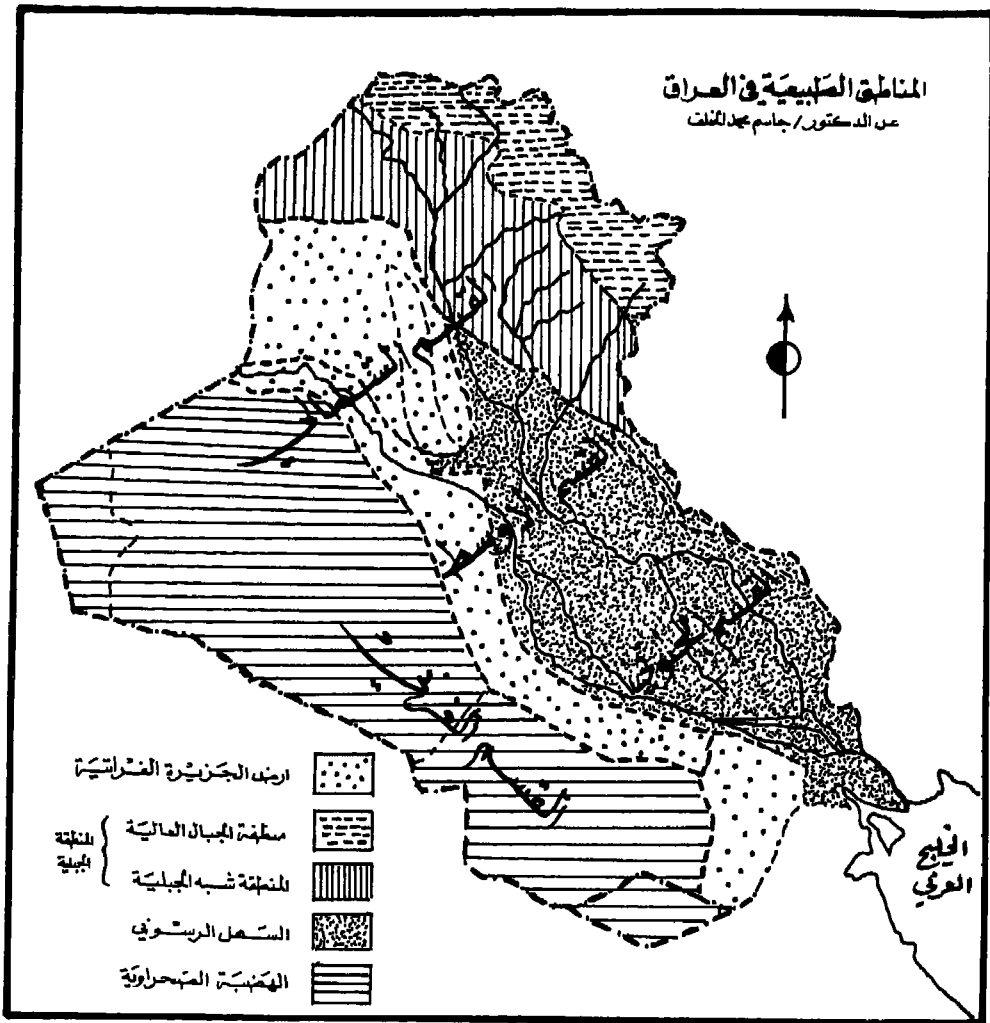 المناطق الطبيعية في العراق
عن الدكتور / جاسم محمد الخلف
ارض الجزيرة الفراتية
منطقة الجبال العالية
المنطقة الجبلية
المنطقة شبه الجبلية
السهل الرسوبي
الهضبة الصحراوية
الخليج
العربي